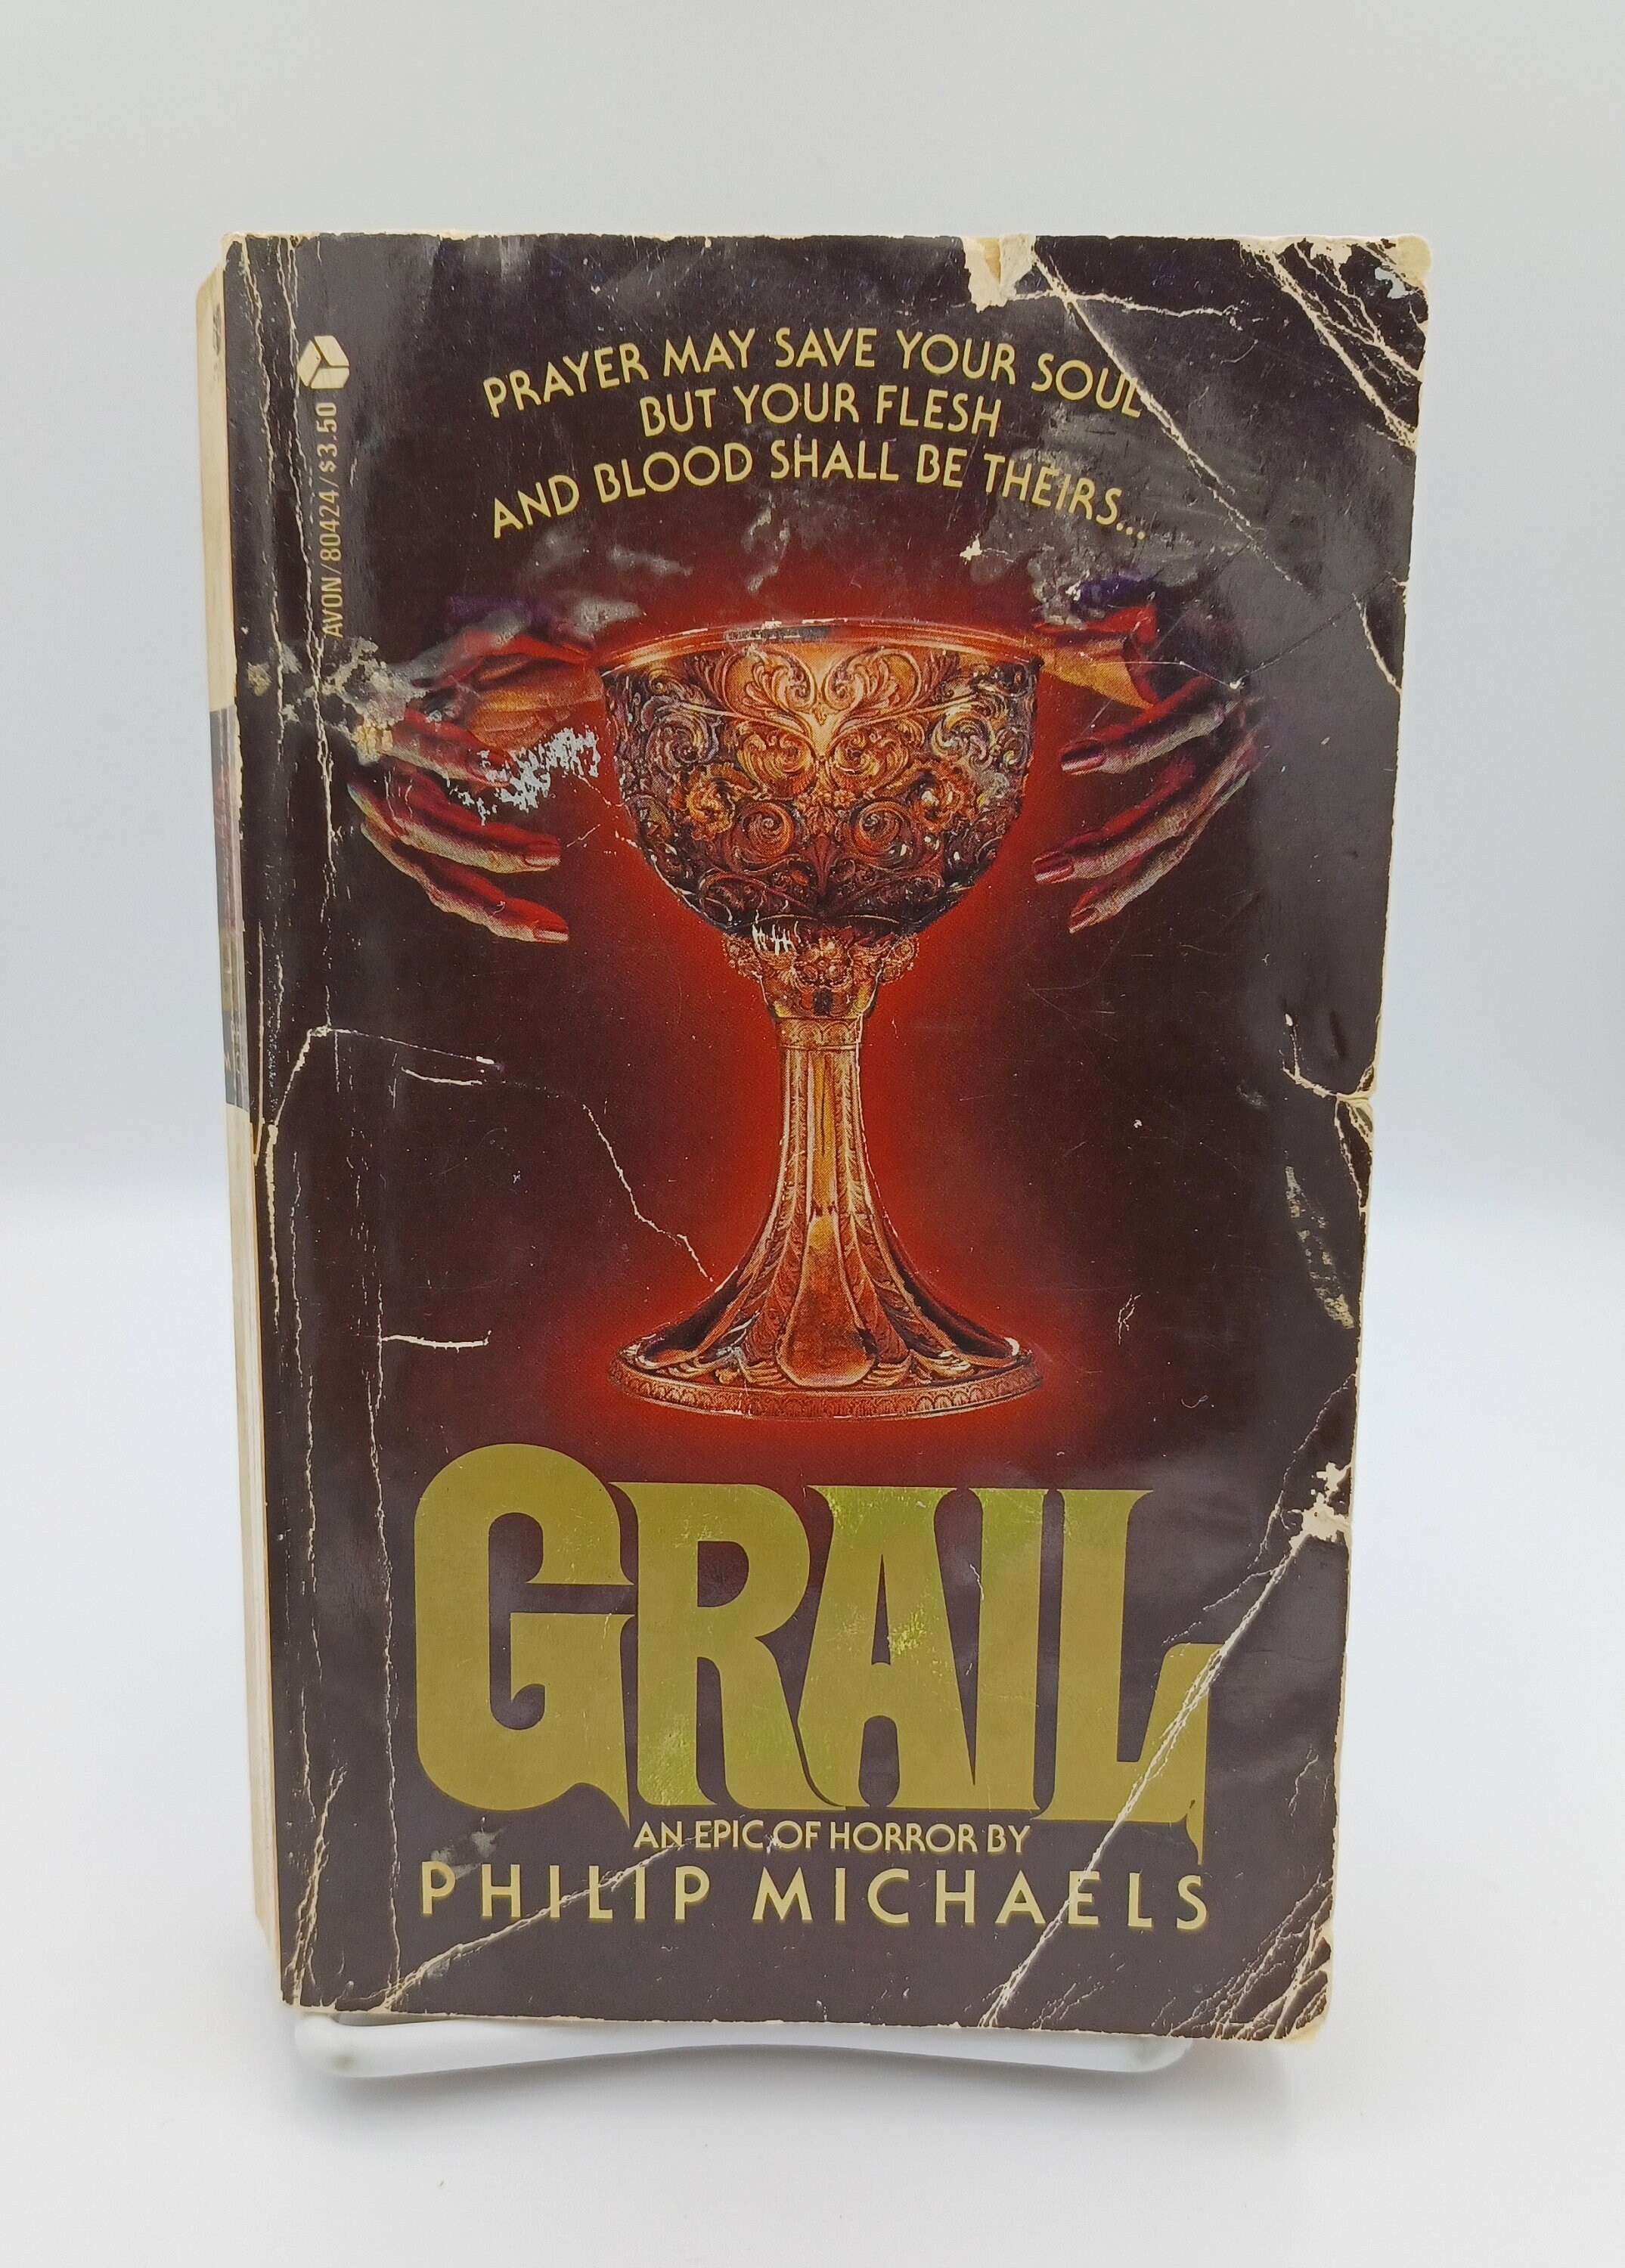 AVON/80424/$3.50
PRAYER MAY SAVE YOUR SOUL
BUT YOUR FLESH
AND BLOOD SHALL BE THEIRS...
GRAIL
AN EPIC OF HORROR BY
PHILIP MICHAELS